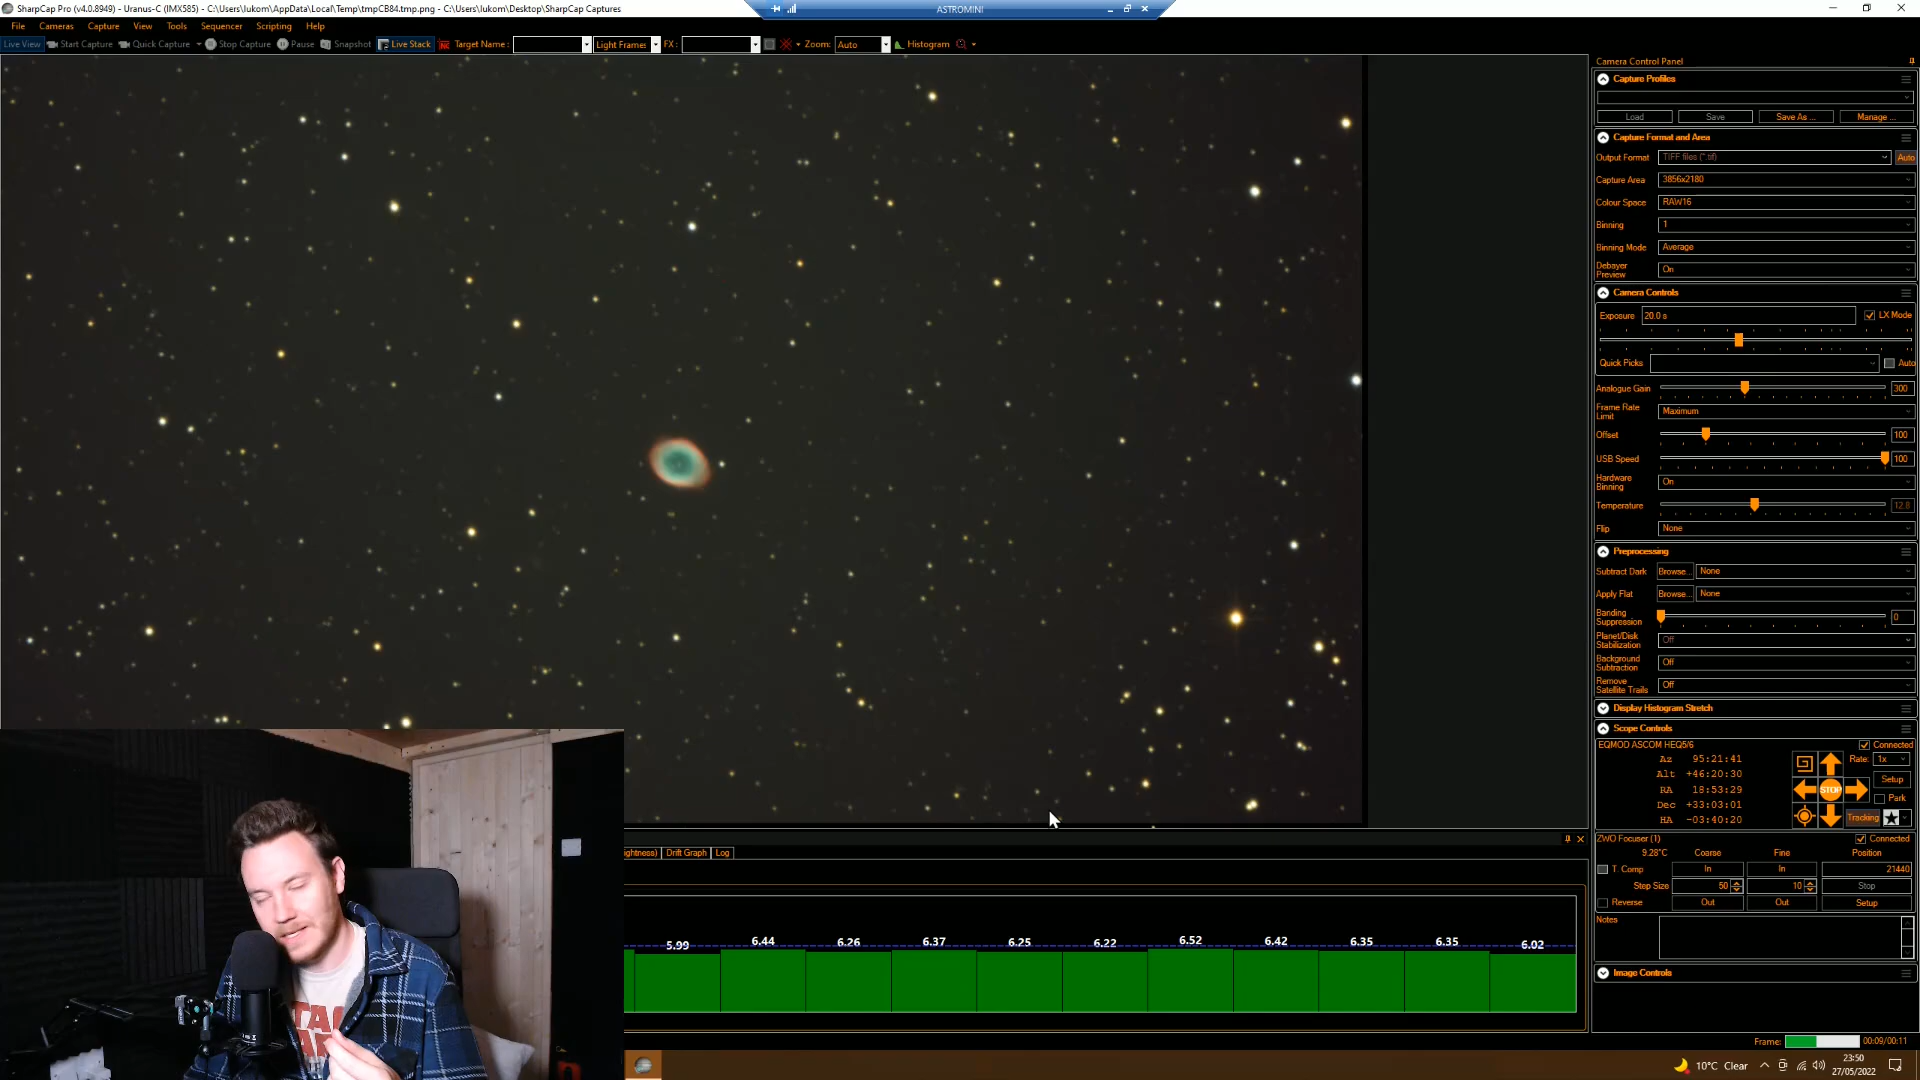 SharpCap Pro (v4.0.8949) - Uranus-C (IMX585) - C:\Users\lukom\AppData\Local\Temp\tmpCB84.tmp.png - C:\Users\lukom\Desktop\SharpCap Captures
ASTROMINI
File Cameras Capture View Tools Sequencer Scripting Help
Live View Start Capture Quick Capture Stop Capture Pause Snapshot Live Stack Target Name : Light Frames FX : Zoom: Auto Histogram
Camera Control Panel
Capture Profiles
Load Save Save As ... Manage ...
Capture Format and Area
Output Format TIFF files (*.tif) Auto
Capture Area 3856x2180
Colour Space RAW16
Binning 1
Binning Mode Average
Debayer Preview On
Camera Controls
Exposure 20.0 s LX Mode
Quick Picks Auto
Analogue Gain 300
Frame Rate Limit Maximum
Offset 100
USB Speed 100
Hardware Binning On
Temperature 12.8
Flip None
Preprocessing
Subtract Dark Browse... None
Apply Flat Browse... None
Banding Suppression 0
Planet/Disk Stabilization Off
Background Subtraction Off
Remove Satellite Trails Off
Display Histogram Stretch
Scope Controls
EQMOD ASCOM HEQ5/6 Connected
Az 95:21:41 Rate: 1x
Alt +46:20:30 Setup
RA 18:53:29 STOP Park
Dec +33:03:01
HA -03:40:20 Tracking
ZWO Focuser (1) Connected
9.28°C Coarse Fine Position
T. Comp In In 21440
Step Size 50 10 Stop
Reverse Out Out Setup
Notes
Image Controls
ightness) Drift Graph Log
5.99 6.44 6.26 6.37 6.25 6.22 6.52 6.42 6.35 6.35 6.02
Frame: 00:09/00:11
10°C Clear
23:50
27/05/2022